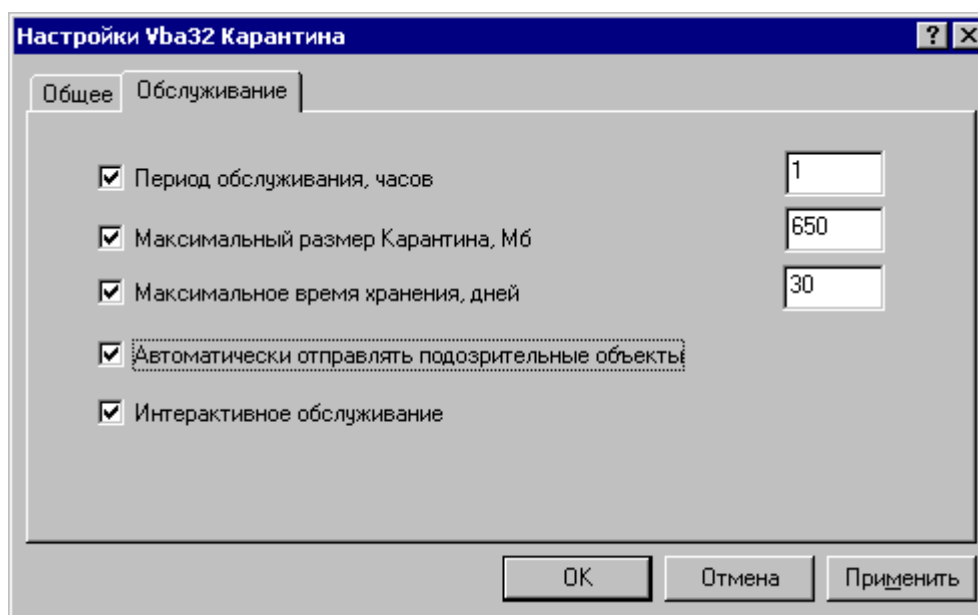 Настройки Vba32 Карантина
Общее Обслуживание
Период обслуживания, часов 1
Максимальный размер Карантина, Мб 650
Максимальное время хранения, дней 30
Автоматически отправлять подозрительные объекты
Интерактивное обслуживание
OK Отмена Применить